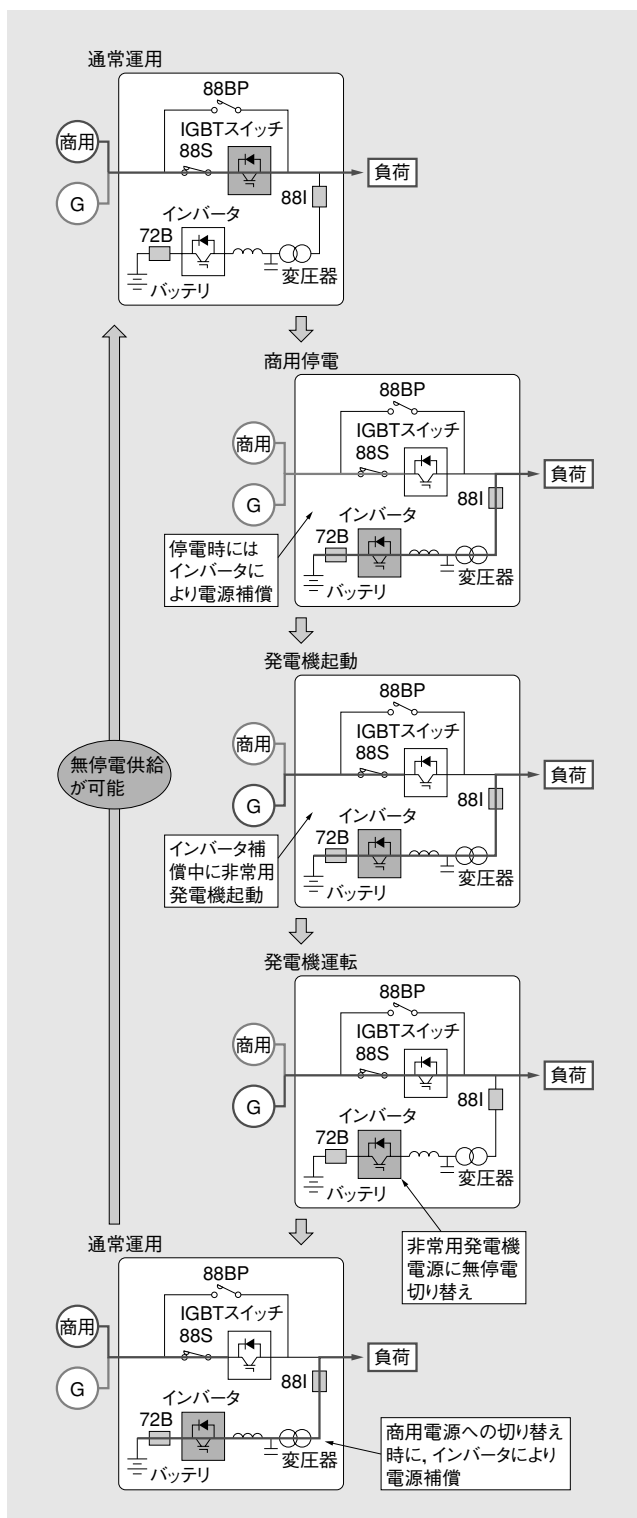 通常運用
88BP
IGBTスイッチ
88S
商用
G
負荷
88I
インバータ
72B
変圧器
バッテリ
商用停電
88BP
IGBTスイッチ
88S
商用
G
負荷
88I
インバータ
72B
変圧器
バッテリ
停電時には
インバータに
より電源補償
発電機起動
88BP
IGBTスイッチ
88S
商用
G
負荷
88I
インバータ
72B
変圧器
バッテリ
インバータ補
償中に非常用
発電機起動
無停電供給
が可能
発電機運転
88BP
IGBTスイッチ
88S
商用
G
負荷
88I
インバータ
72B
変圧器
バッテリ
非常用発電機
電源に無停電
切り替え
通常運用
88BP
IGBTスイッチ
88S
商用
G
負荷
88I
インバータ
72B
変圧器
バッテリ
商用電源への切り替え
時に，インバータにより
電源補償